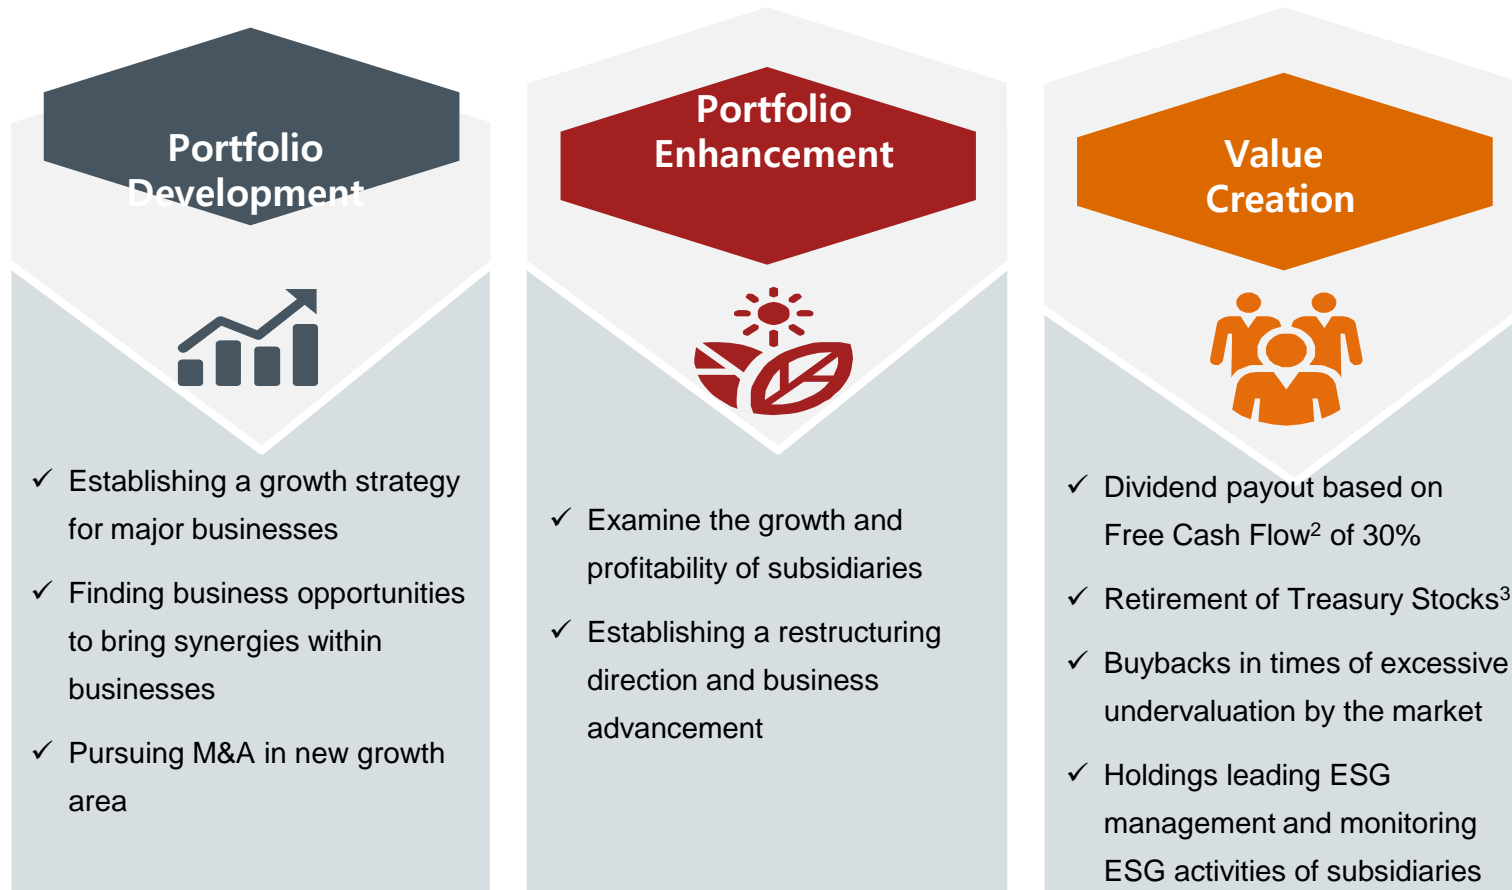 Portfolio
Development
✓ Establishing a growth strategy
for major businesses
✓ Finding business opportunities
to bring synergies within
businesses
✓ Pursuing M&A in new growth
area
Portfolio
Enhancement
✓ Examine the growth and
profitability of subsidiaries
✓ Establishing a restructuring
direction and business
advancement
Value
Creation
✓ Dividend payout based on
Free Cash Flow² of 30%
✓ Retirement of Treasury Stocks³
✓ Buybacks in times of excessive
undervaluation by the market
✓ Holdings leading ESG
management and monitoring
ESG activities of subsidiaries